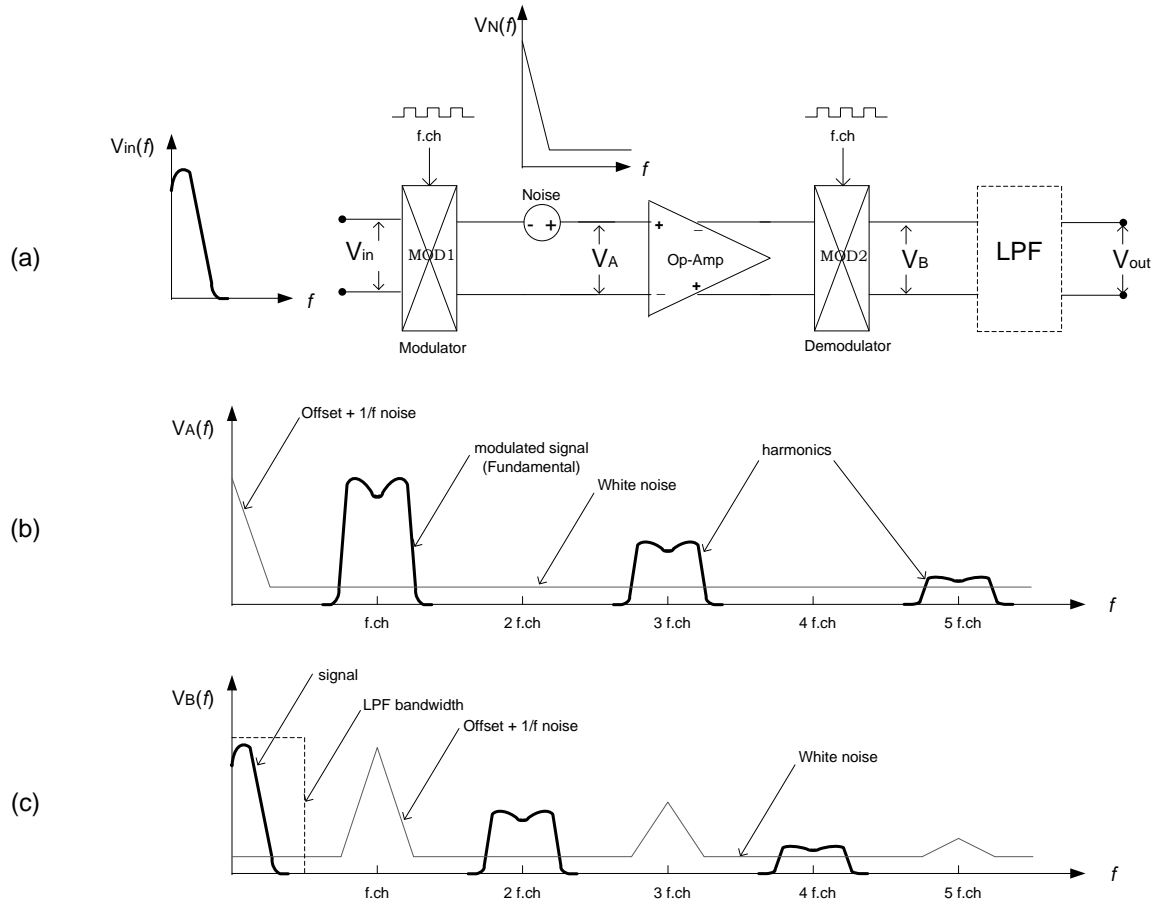 (a)
VN(f)
f
f.ch
f.ch
Vin(f)
f
Noise
- +
Vin
MOD1
VA
+
−
−
+
Op-Amp
MOD2
VB
LPF
Vout
Modulator
Demodulator
(b)
VA(f)
Offset + 1/f noise
modulated signal
(Fundamental)
White noise
harmonics
f
f.ch
2 f.ch
3 f.ch
4 f.ch
5 f.ch
(c)
VB(f)
signal
LPF bandwidth
Offset + 1/f noise
White noise
f
f.ch
2 f.ch
3 f.ch
4 f.ch
5 f.ch